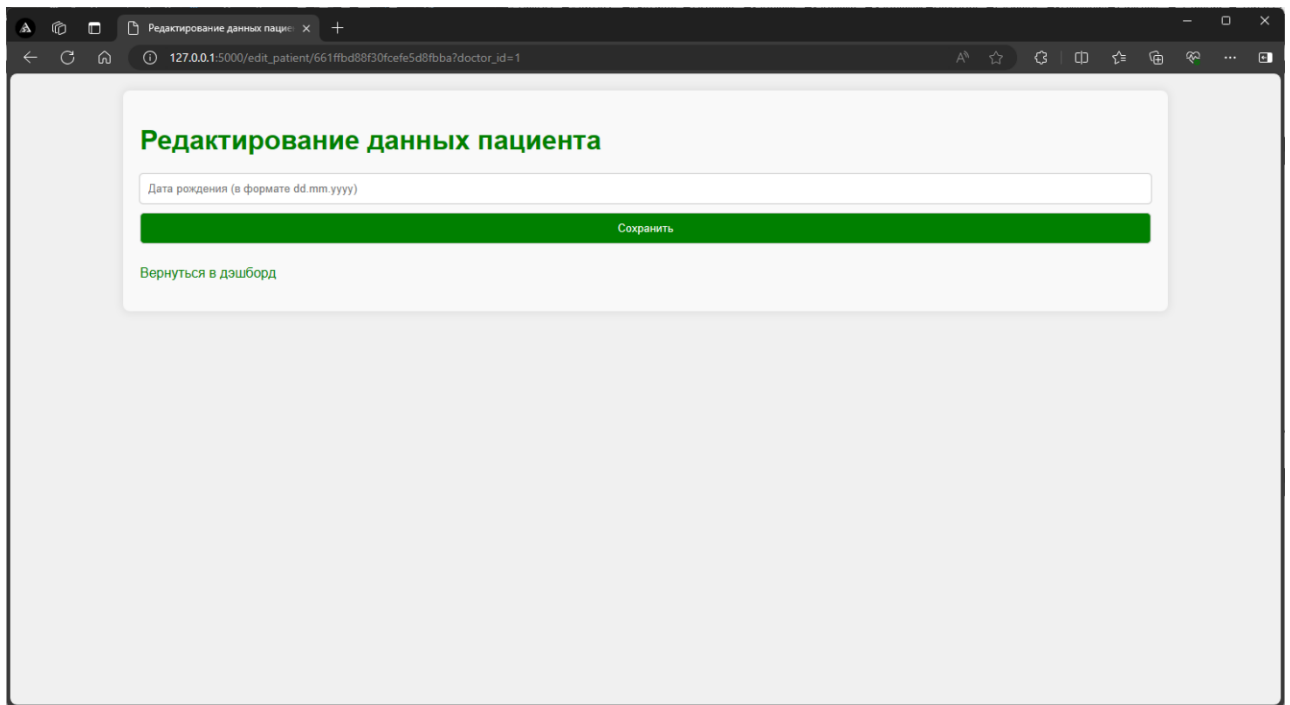 Редактирование данных пацие
127.0.0.1:5000/edit_patient/661ffbd88f30fcefe5d8fbba?doctor_id=1
Редактирование данных пациента
Дата рождения (в формате dd.mm.yyyy)
Сохранить
Вернуться в дэшборд